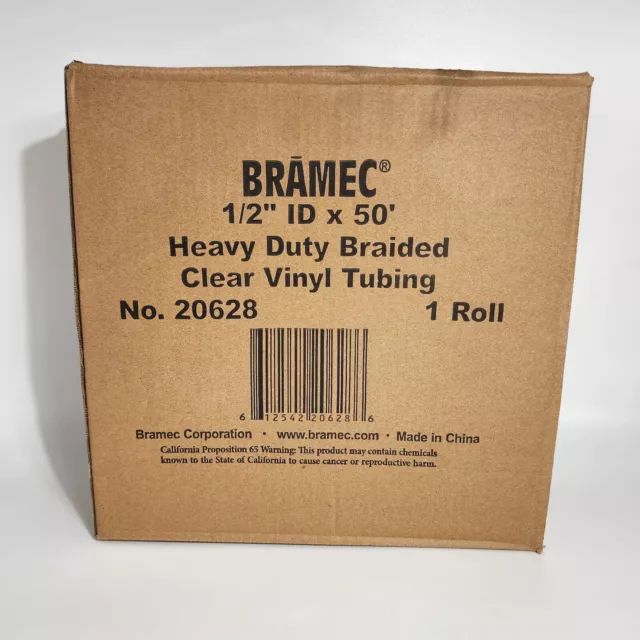 BRĀMEC®
1/2" ID x 50'
Heavy Duty Braided
Clear Vinyl Tubing
No. 20628 1 Roll
6 12542 20628 6
Bramec Corporation • www.bramec.com • Made in China
California Proposition 65 Warning: This product may contain chemicals
known to the State of California to cause cancer or reproductive harm.